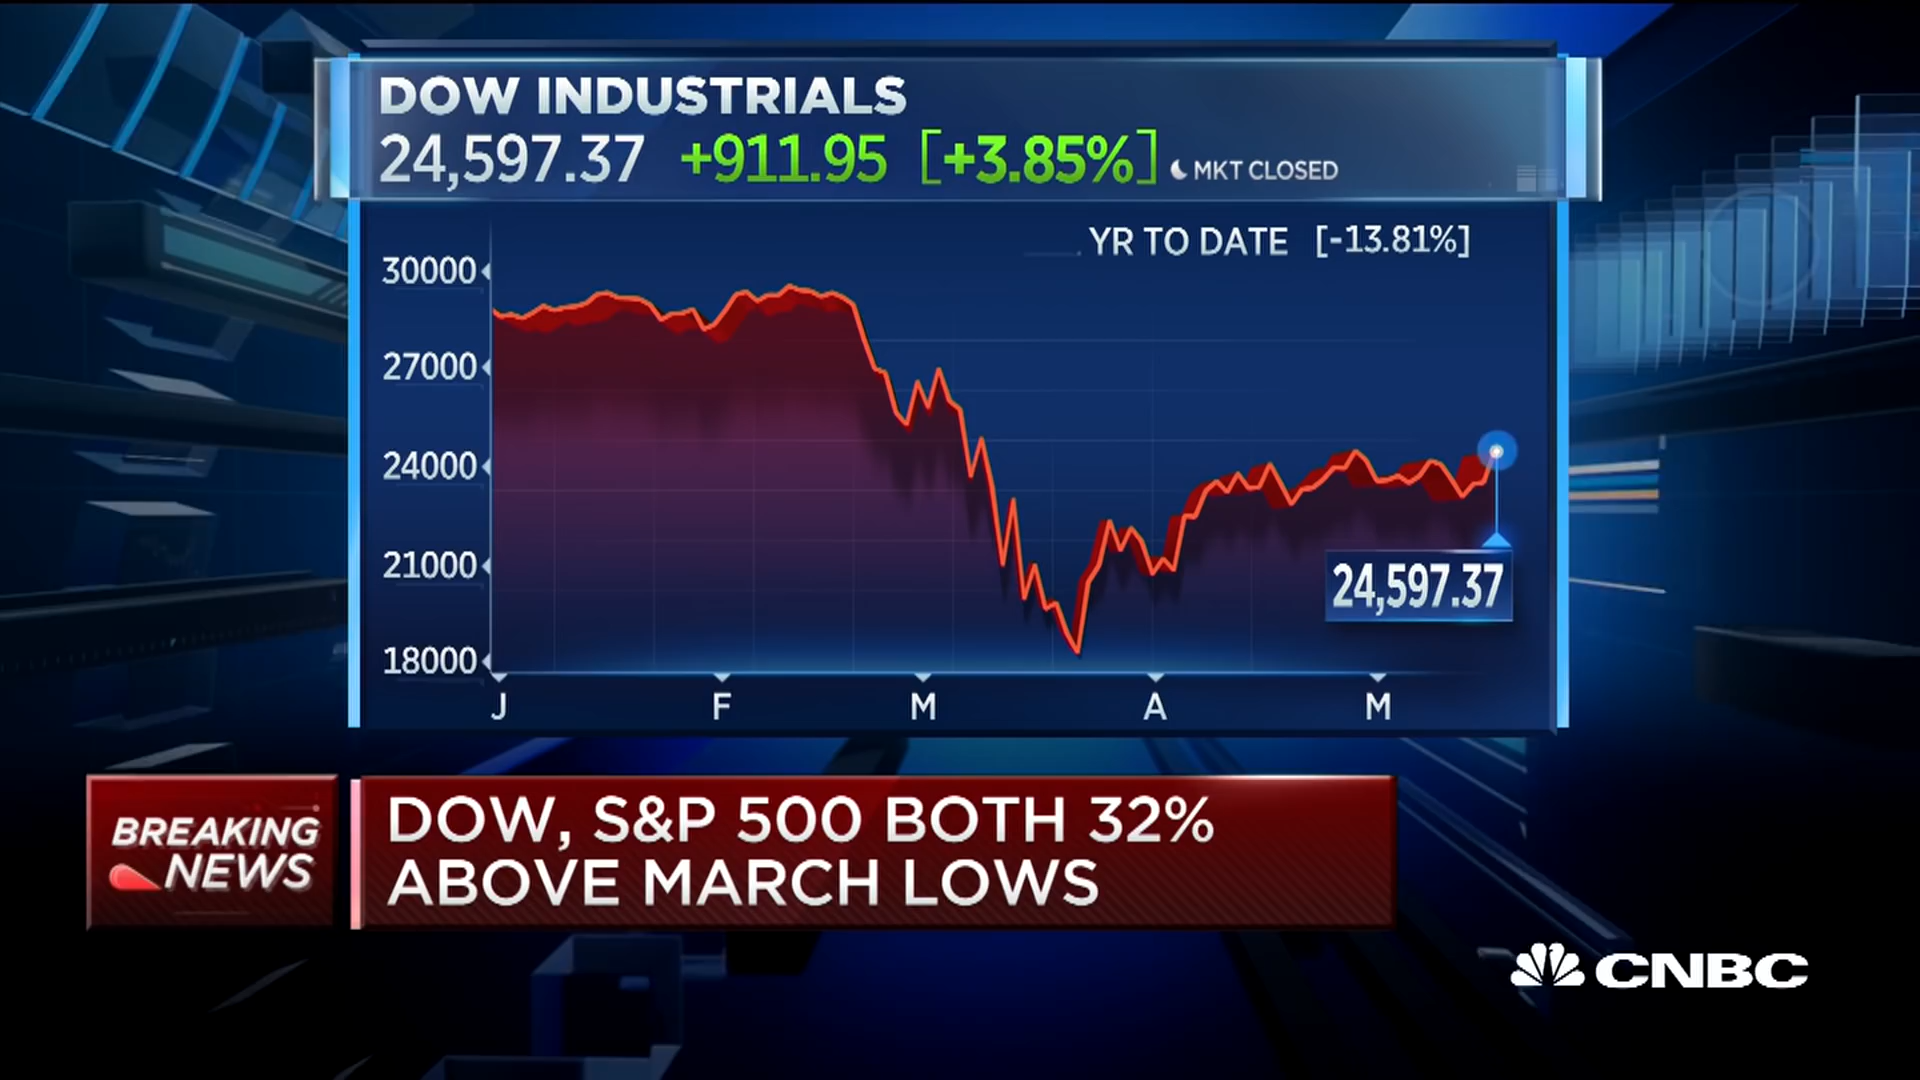 DOW INDUSTRIALS
24,597.37 +911.95 [+3.85%] MKT CLOSED
YR TO DATE [-13.81%]
30000
27000
24000
21000
18000
24,597.37
J F M A M
BREAKING
NEWS
DOW, S&P 500 BOTH 32%
ABOVE MARCH LOWS
CNBC